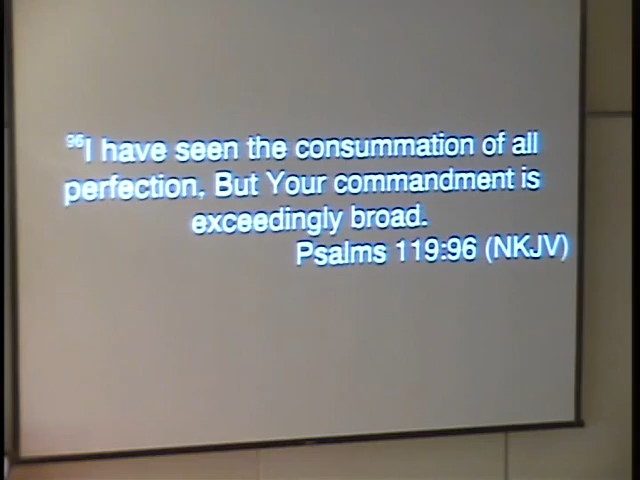 96I have seen the consummation of all
perfection, But Your commandment is
exceedingly broad.
Psalms 119:96 (NKJV)